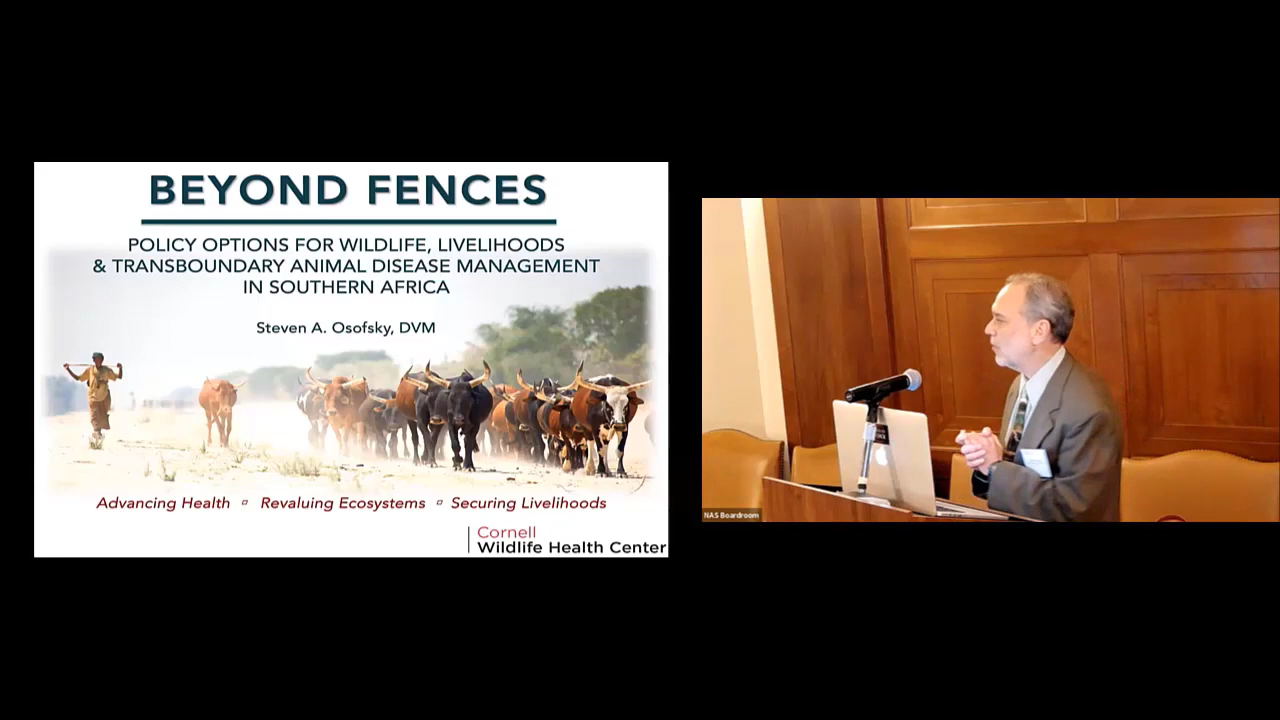 BEYOND FENCES
POLICY OPTIONS FOR WILDLIFE, LIVELIHOODS
& TRANSBOUNDARY ANIMAL DISEASE MANAGEMENT
IN SOUTHERN AFRICA
Steven A. Osofsky, DVM
Advancing Health ▫ Revaluing Ecosystems ▫ Securing Livelihoods
Cornell
Wildlife Health Center
NAS Boardroom